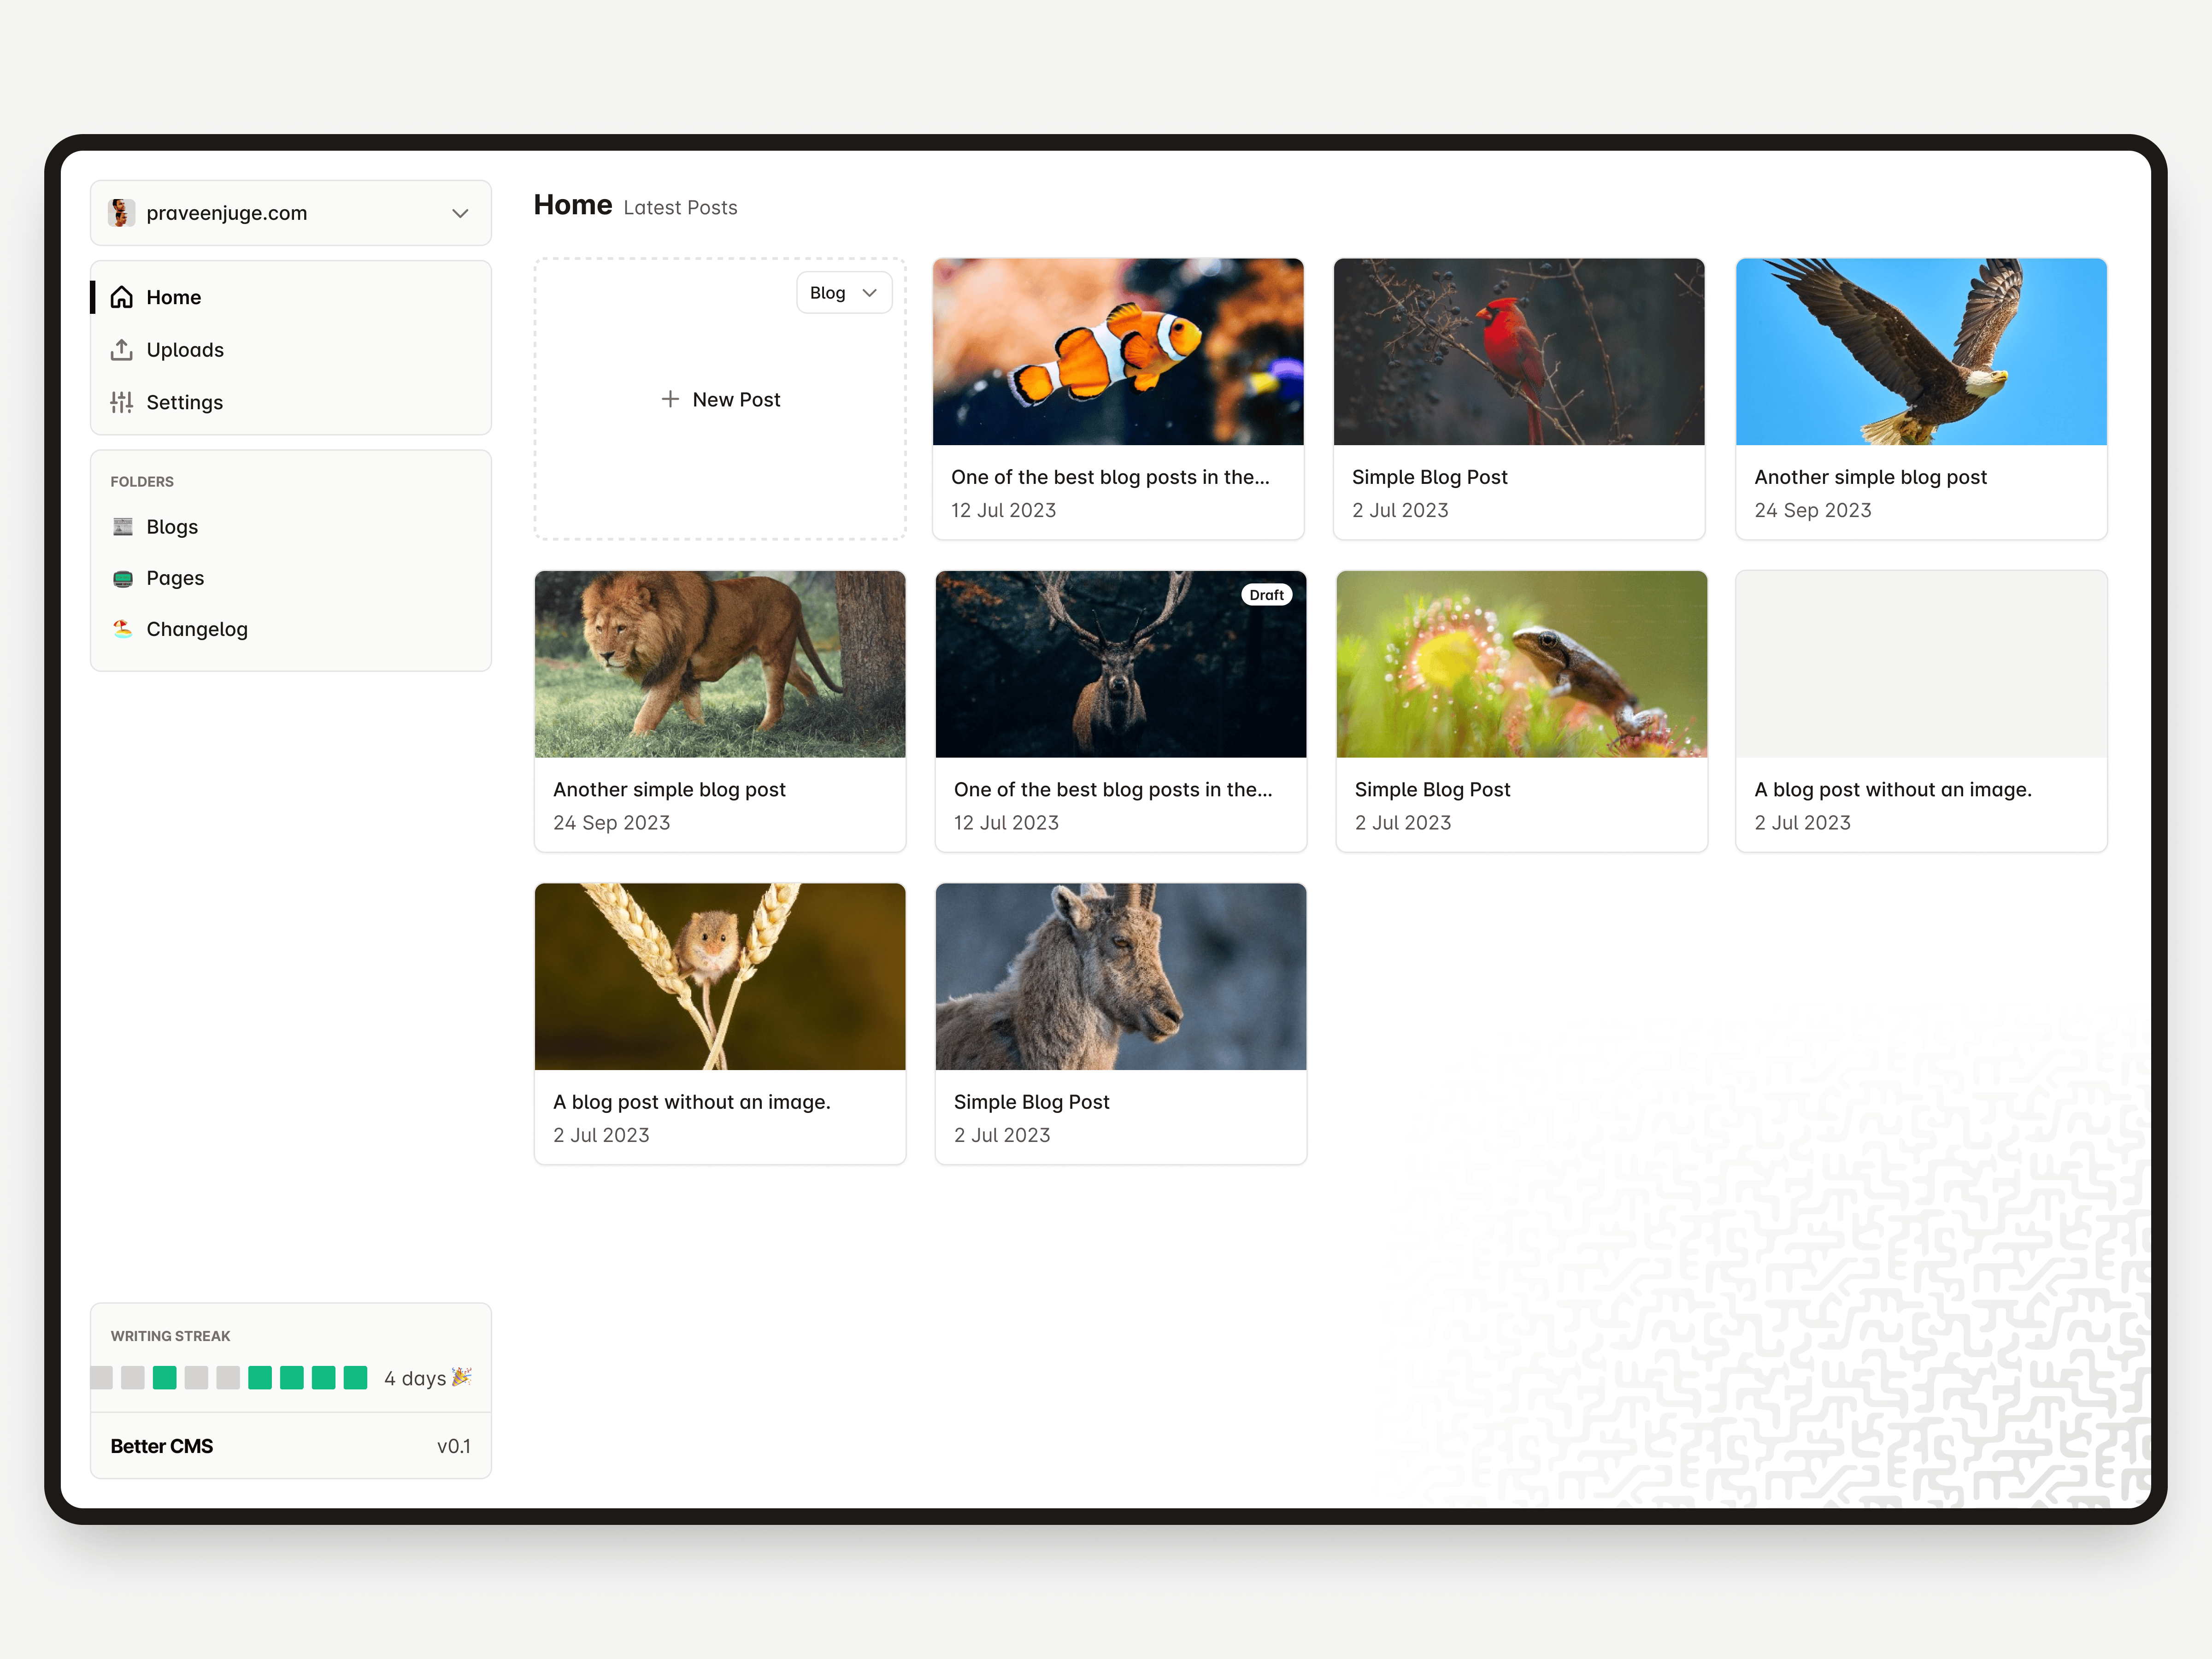 praveenjuge.com
Home
Uploads
Settings
FOLDERS
Blogs
Pages
Changelog
WRITING STREAK
4 days
Better CMS v0.1
Home Latest Posts
Blog
New Post
One of the best blog posts in the...
12 Jul 2023
Simple Blog Post
2 Jul 2023
Another simple blog post
24 Sep 2023
Another simple blog post
24 Sep 2023
Draft
One of the best blog posts in the...
12 Jul 2023
Simple Blog Post
2 Jul 2023
A blog post without an image.
2 Jul 2023
A blog post without an image.
2 Jul 2023
Simple Blog Post
2 Jul 2023